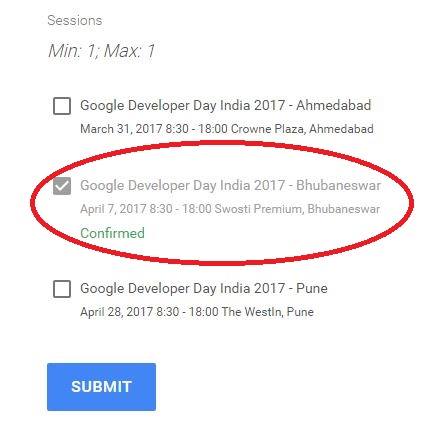 Sessions
Min: 1; Max: 1
Google Developer Day India 2017 - Ahmedabad
March 31, 2017 8:30 - 18:00 Crowne Plaza, Ahmedabad
Google Developer Day India 2017 - Bhubaneswar
April 7, 2017 8:30 - 18:00 Swosti Premium, Bhubaneswar
Confirmed
Google Developer Day India 2017 - Pune
April 28, 2017 8:30 - 18:00 The WestIn, Pune
SUBMIT